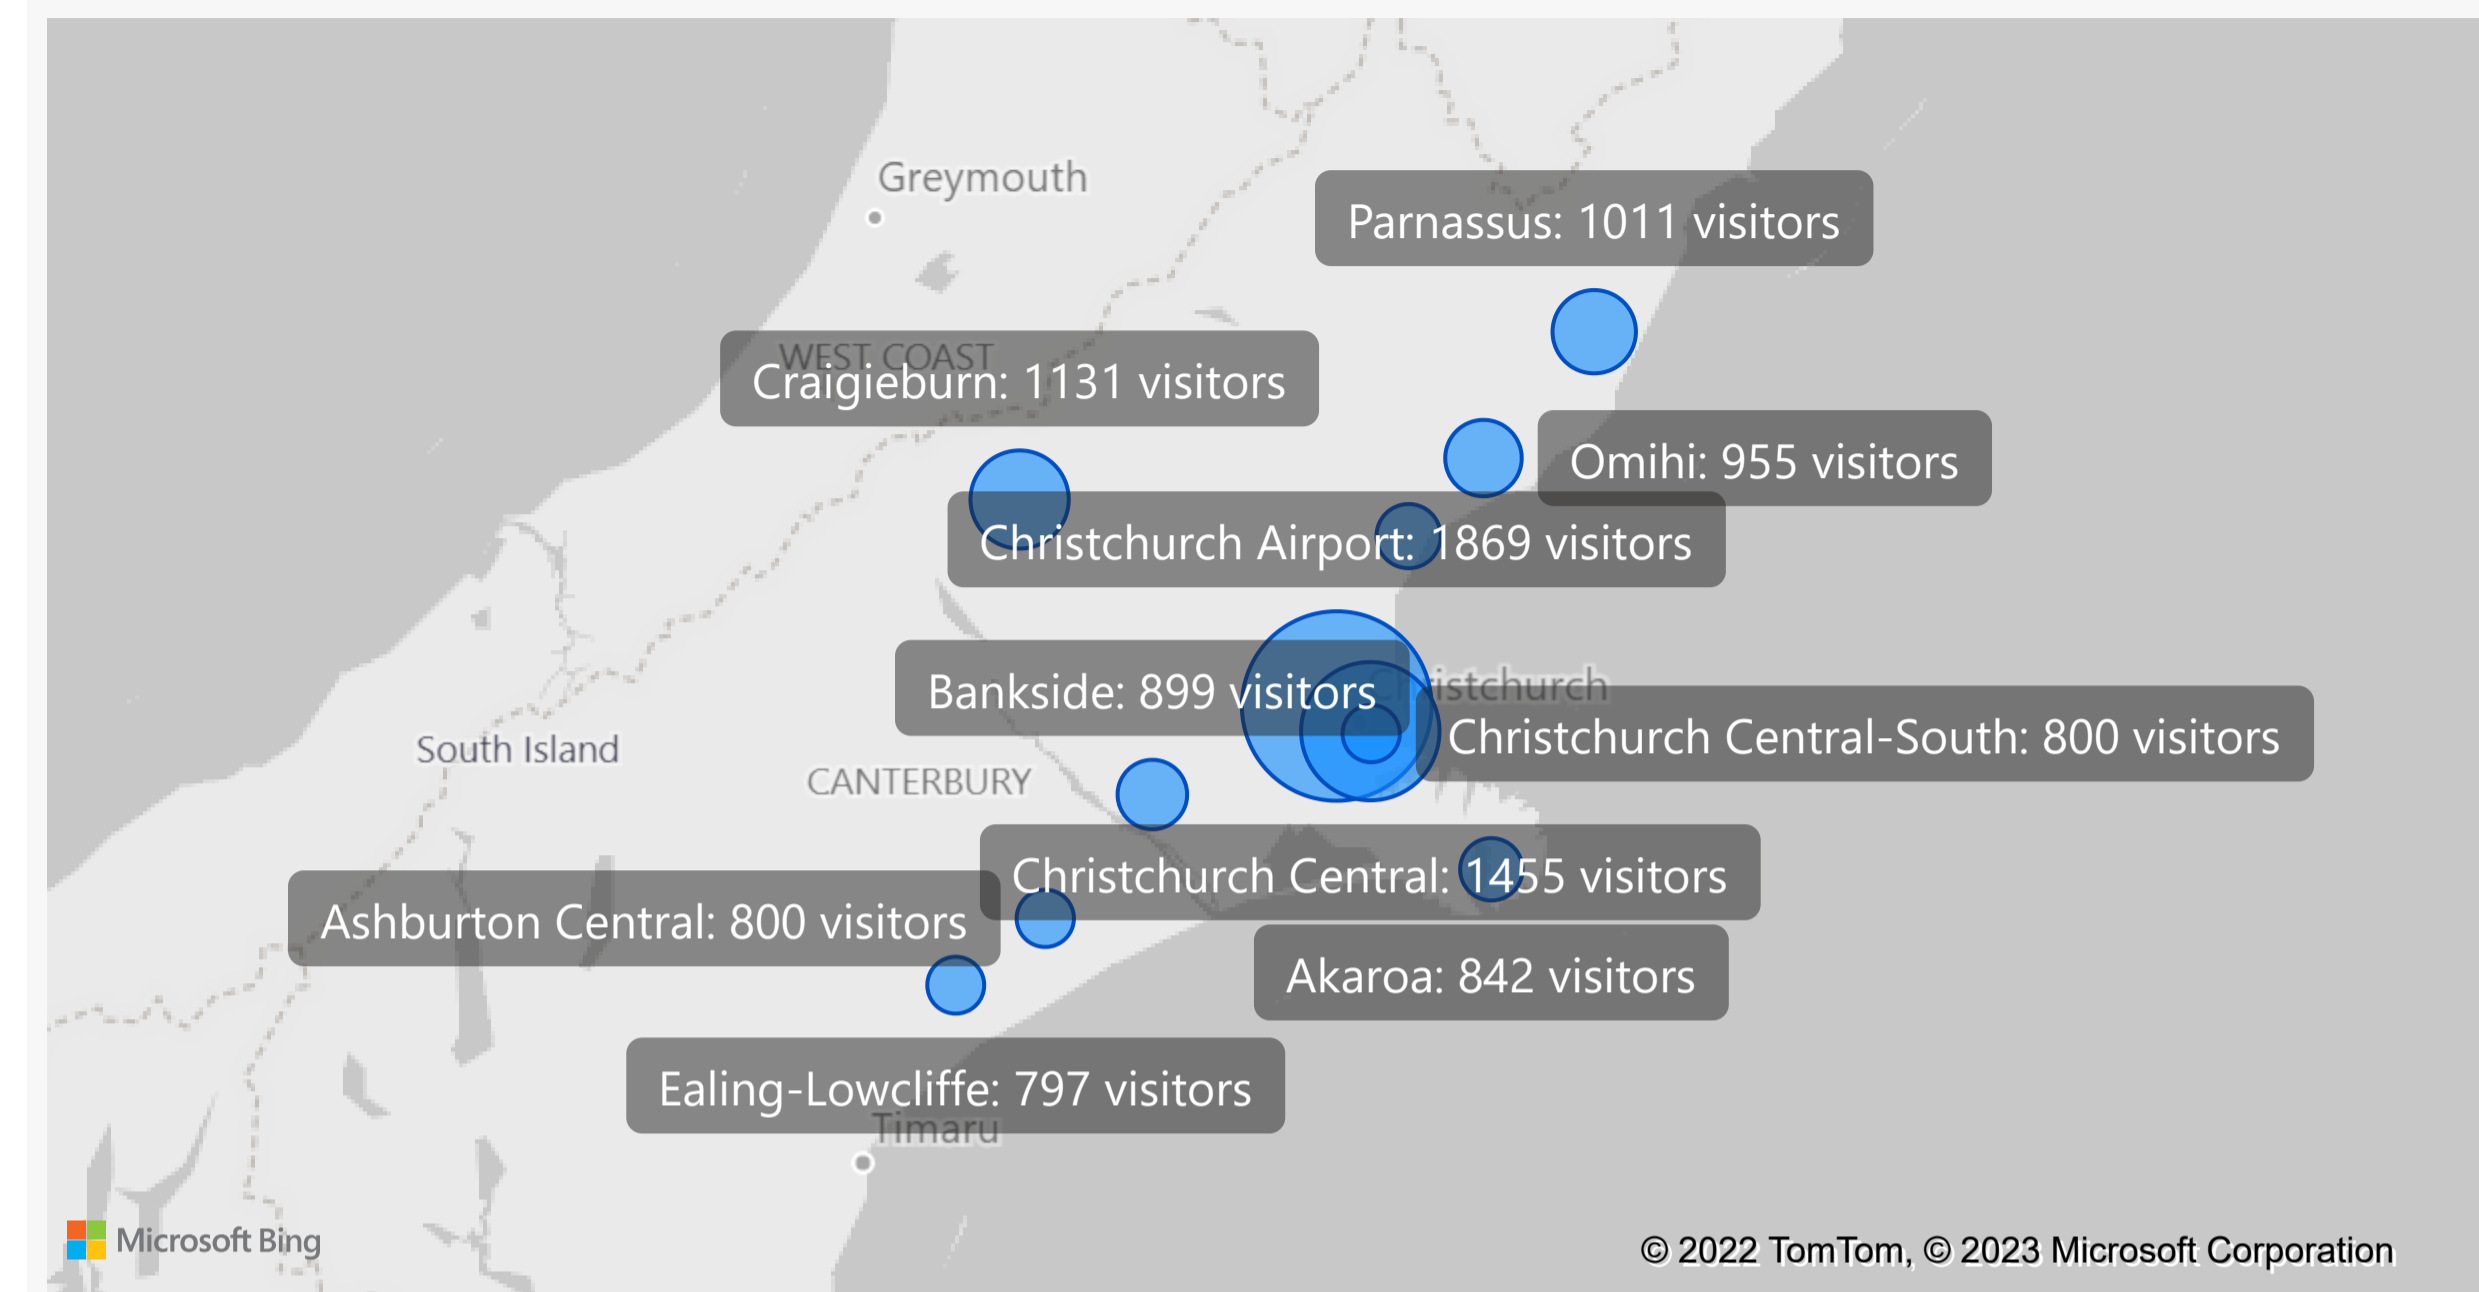 Greymouth
Parnassus: 1011 visitors
WEST COAST
Craigieburn: 1131 visitors
Omihi: 955 visitors
Christchurch Airport: 1869 visitors
Christchurch
Bankside: 899 visitors
Christchurch Central-South: 800 visitors
South Island
CANTERBURY
Christchurch Central: 1455 visitors
Ashburton Central: 800 visitors
Akaroa: 842 visitors
Ealing-Lowcliffe: 797 visitors
Timaru
Microsoft Bing
© 2022 TomTom, © 2023 Microsoft Corporation